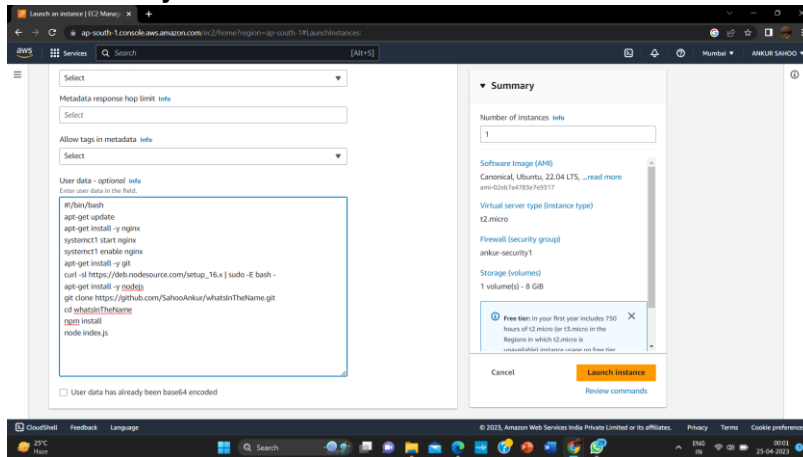 Launch an instance | EC2 Manag
ap-south-1.console.aws.amazon.com/ec2/home?region=ap-south-1#LaunchInstances:
aws
Services
Search
[Alt+S]
Mumbai
ANKUR SAHOO
Select
Metadata response hop limit Info
Select
Allow tags in metadata Info
Select
User data - optional Info
Enter user data in the field.
#!/bin/bash
apt-get update
apt-get install -y nginx
systemct1 start nginx
systemct1 enable nginx
apt-get install -y git
curl -sl https://deb.nodesource.com/setup_16.x | sudo -E bash -
apt-get install -y nodejs
git clone https://github.com/SahooAnkur/whatsInTheName.git
cd whatsInTheName
npm install
node index.js
User data has already been base64 encoded
Summary
Number of instances Info
1
Software Image (AMI)
Canonical, Ubuntu, 22.04 LTS, ...read more
ami-02eb7a4783e7e9317
Virtual server type (instance type)
t2.micro
Firewall (security group)
ankur-security1
Storage (volumes)
1 volume(s) - 8 GiB
Free tier: In your first year includes 750
hours of t2.micro (or t3.micro in the
Regions in which t2.micro is
unavailable) instance usage on free tier
Cancel
Launch instance
Review commands
CloudShell
Feedback
Language
© 2023, Amazon Web Services India Private Limited or its affiliates.
Privacy
Terms
Cookie preference
25°C
Haze
Search
ENG
IN
00:01
25-04-2023